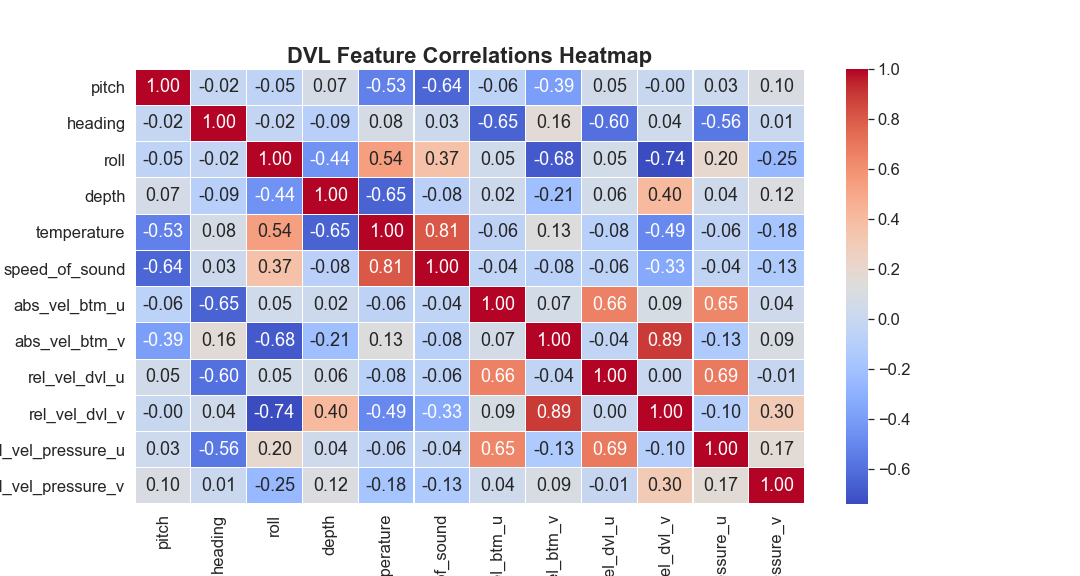 DVL Feature Correlations Heatmap
pitch 1.00 -0.02 -0.05 0.07 -0.53 -0.64 -0.06 -0.39 0.05 -0.00 0.03 0.10
heading -0.02 1.00 -0.02 -0.09 0.08 0.03 -0.65 0.16 -0.60 0.04 -0.56 0.01
roll -0.05 -0.02 1.00 -0.44 0.54 0.37 0.05 -0.68 0.05 -0.74 0.20 -0.25
depth 0.07 -0.09 -0.44 1.00 -0.65 -0.08 0.02 -0.21 0.06 0.40 0.04 0.12
temperature -0.53 0.08 0.54 -0.65 1.00 0.81 -0.06 0.13 -0.08 -0.49 -0.06 -0.18
speed_of_sound -0.64 0.03 0.37 -0.08 0.81 1.00 -0.04 -0.08 -0.06 -0.33 -0.04 -0.13
abs_vel_btm_u -0.06 -0.65 0.05 0.02 -0.06 -0.04 1.00 0.07 0.66 0.09 0.65 0.04
abs_vel_btm_v -0.39 0.16 -0.68 -0.21 0.13 -0.08 0.07 1.00 -0.04 0.89 -0.13 0.09
rel_vel_dvl_u 0.05 -0.60 0.05 0.06 -0.08 -0.06 0.66 -0.04 1.00 0.00 0.69 -0.01
rel_vel_dvl_v -0.00 0.04 -0.74 0.40 -0.49 -0.33 0.09 0.89 0.00 1.00 -0.10 0.30
l_vel_pressure_u 0.03 -0.56 0.20 0.04 -0.06 -0.04 0.65 -0.13 0.69 -0.10 1.00 0.17
l_vel_pressure_v 0.10 0.01 -0.25 0.12 -0.18 -0.13 0.04 0.09 -0.01 0.30 0.17 1.00
pitch heading roll depth perature of_sound el_btm_u el_btm_v el_dvl_u el_dvl_v ssure_u ssure_v
1.0
0.8
0.6
0.4
0.2
0.0
−0.2
−0.4
−0.6